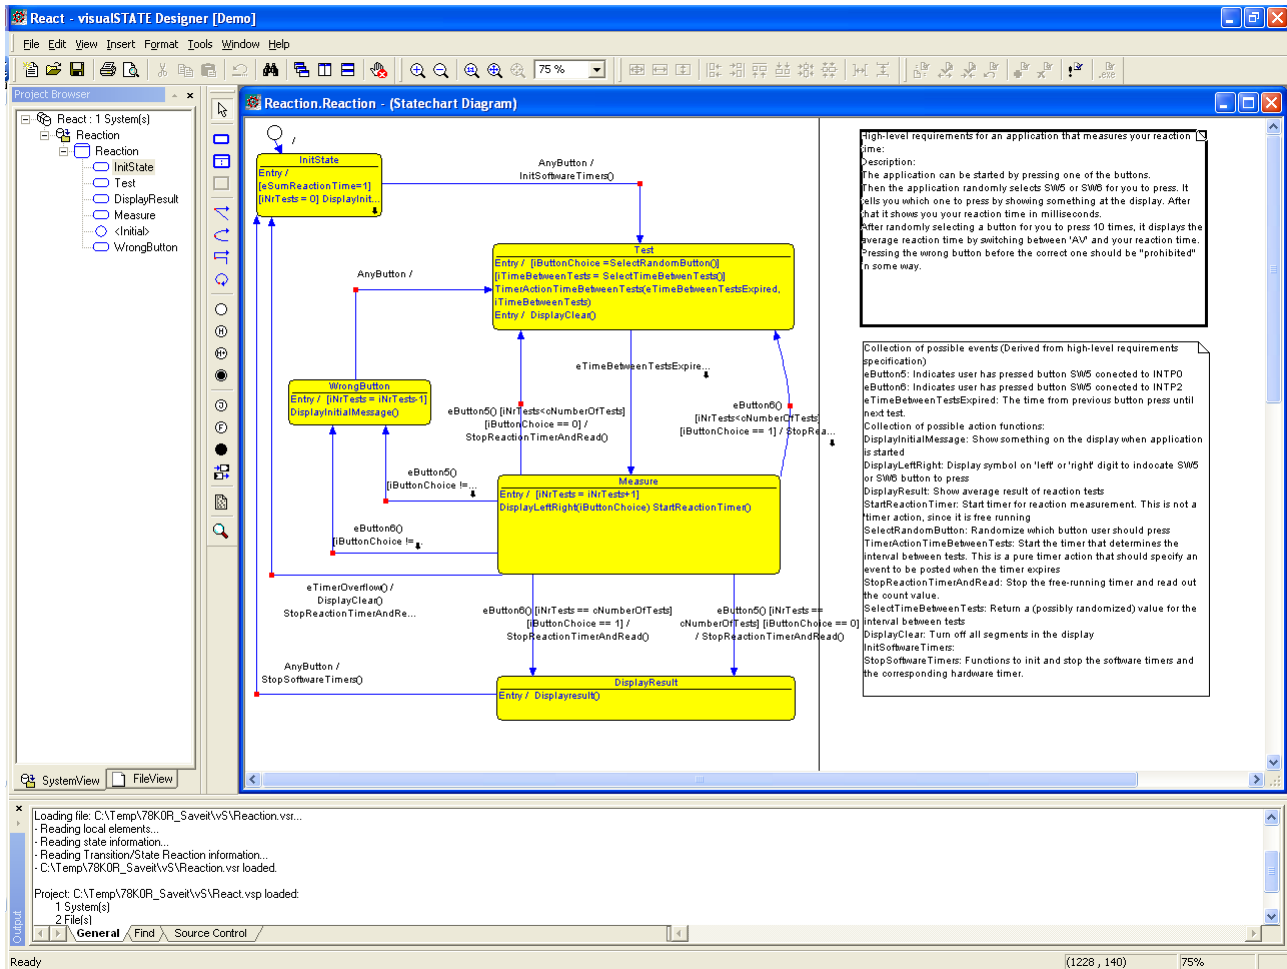 React - visualSTATE Designer [Demo]
File Edit View Insert Format Tools Window Help
75 %
Project Browser
React : 1 System(s)
Reaction
Reaction
InitState
Test
DisplayResult
Measure
<Initial>
WrongButton
SystemView
FileView
Reaction.Reaction - (Statechart Diagram)
/
InitState
Entry /
[eSumReactionTime=1]
[iNrTests = 0] DisplayInit...
AnyButton /
InitSoftwareTimers()
Test
Entry / [iButtonChoice =SelectRandomButton()]
[iTimeBetweenTests = SelectTimeBetwenTests()]
TimerActionTimeBetweenTests(eTimeBetweenTestsExpired,
iTimeBetweenTests)
Entry / DisplayClear()
AnyButton /
WrongButton
Entry / [iNrTests = iNrTests-1]
DisplayInitialMessage()
eTimeBetweenTestsExpire...
eButton5() [iNrTests<cNumberOfTests]
[iButtonChoice == 0] /
StopReactionTimerAndRead()
eButton6()
[iNrTests<cNumberOfTests]
[iButtonChoice == 1] / StopRea...
eButton5()
[iButtonChoice !=...
eButton6()
[iButtonChoice !=...
Measure
Entry / [iNrTests = iNrTests+1]
DisplayLeftRight(iButtonChoice) StartReactionTimer()
eTimerOverflow() /
DisplayClear()
StopReactionTimerAndRe...
eButton6() [iNrTests == cNumberOfTests]
[iButtonChoice == 1] /
StopReactionTimerAndRead()
eButton5() [iNrTests ==
cNumberOfTests] [iButtonChoice == 0]
/ StopReactionTimerAndRead()
AnyButton /
StopSoftwareTimers()
DisplayResult
Entry / Displayresult()
High-level requirements for an application that measures your reaction
time:
Description:
The application can be started by pressing one of the buttons.
Then the application randomly selects SW5 or SW6 for you to press. It
tells you which one to press by showing something at the display. After
that it shows you your reaction time in milliseconds.
After randomly selecting a button for you to press 10 times, it displays the
average reaction time by switching between 'AV' and your reaction time.
Pressing the wrong button before the correct one should be "prohibited"
in some way.
Collection of possible events (Derived from high-level requirements
specification)
eButton5: Indicates user has pressed button SW5 conected to INTP0
eButton6: Indicates user has pressed button SW6 conected to INTP2
eTimeBetweenTestsExpired: The time from previous button press until
next test.
Collection of possible action functions:
DisplayInitialMessage: Show something on the display when application
is started
DisplayLeftRight: Display symbol on 'left' or 'right' digit to indocate SW5
or SW6 button to press
DisplayResult: Show average result of reaction tests
StartReactionTimer: Start timer for reaction measurement. This is not a
'timer action, since it is free running
SelectRandomButton: Randomize which button user should press
TimerActionTimeBetweenTests: Start the timer that determines the
interval between tests. This is a pure timer action that should specify an
event to be posted when the timer expires
StopReactionTimerAndRead: Stop the free-running timer and read out
the count value.
SelectTimeBetweenTests: Return a (possibly randomized) value for the
interval between tests
DisplayClear: Turn off all segments in the display
InitSoftwareTimers:
StopSoftwareTimers: Functions to init and stop the software timers and
the corresponding hardware timer.
Output
Loading file: C:\Temp\78K0R_Saveit\vS\Reaction.vsr...
- Reading local elements...
- Reading state information...
- Reading Transition/State Reaction information...
- C:\Temp\78K0R_Saveit\vS\Reaction.vsr loaded.
Project: C:\Temp\78K0R_Saveit\vS\React.vsp loaded:
1 System(s)
2 File(s)
General Find Source Control
Ready
(1228 , 140) 75%